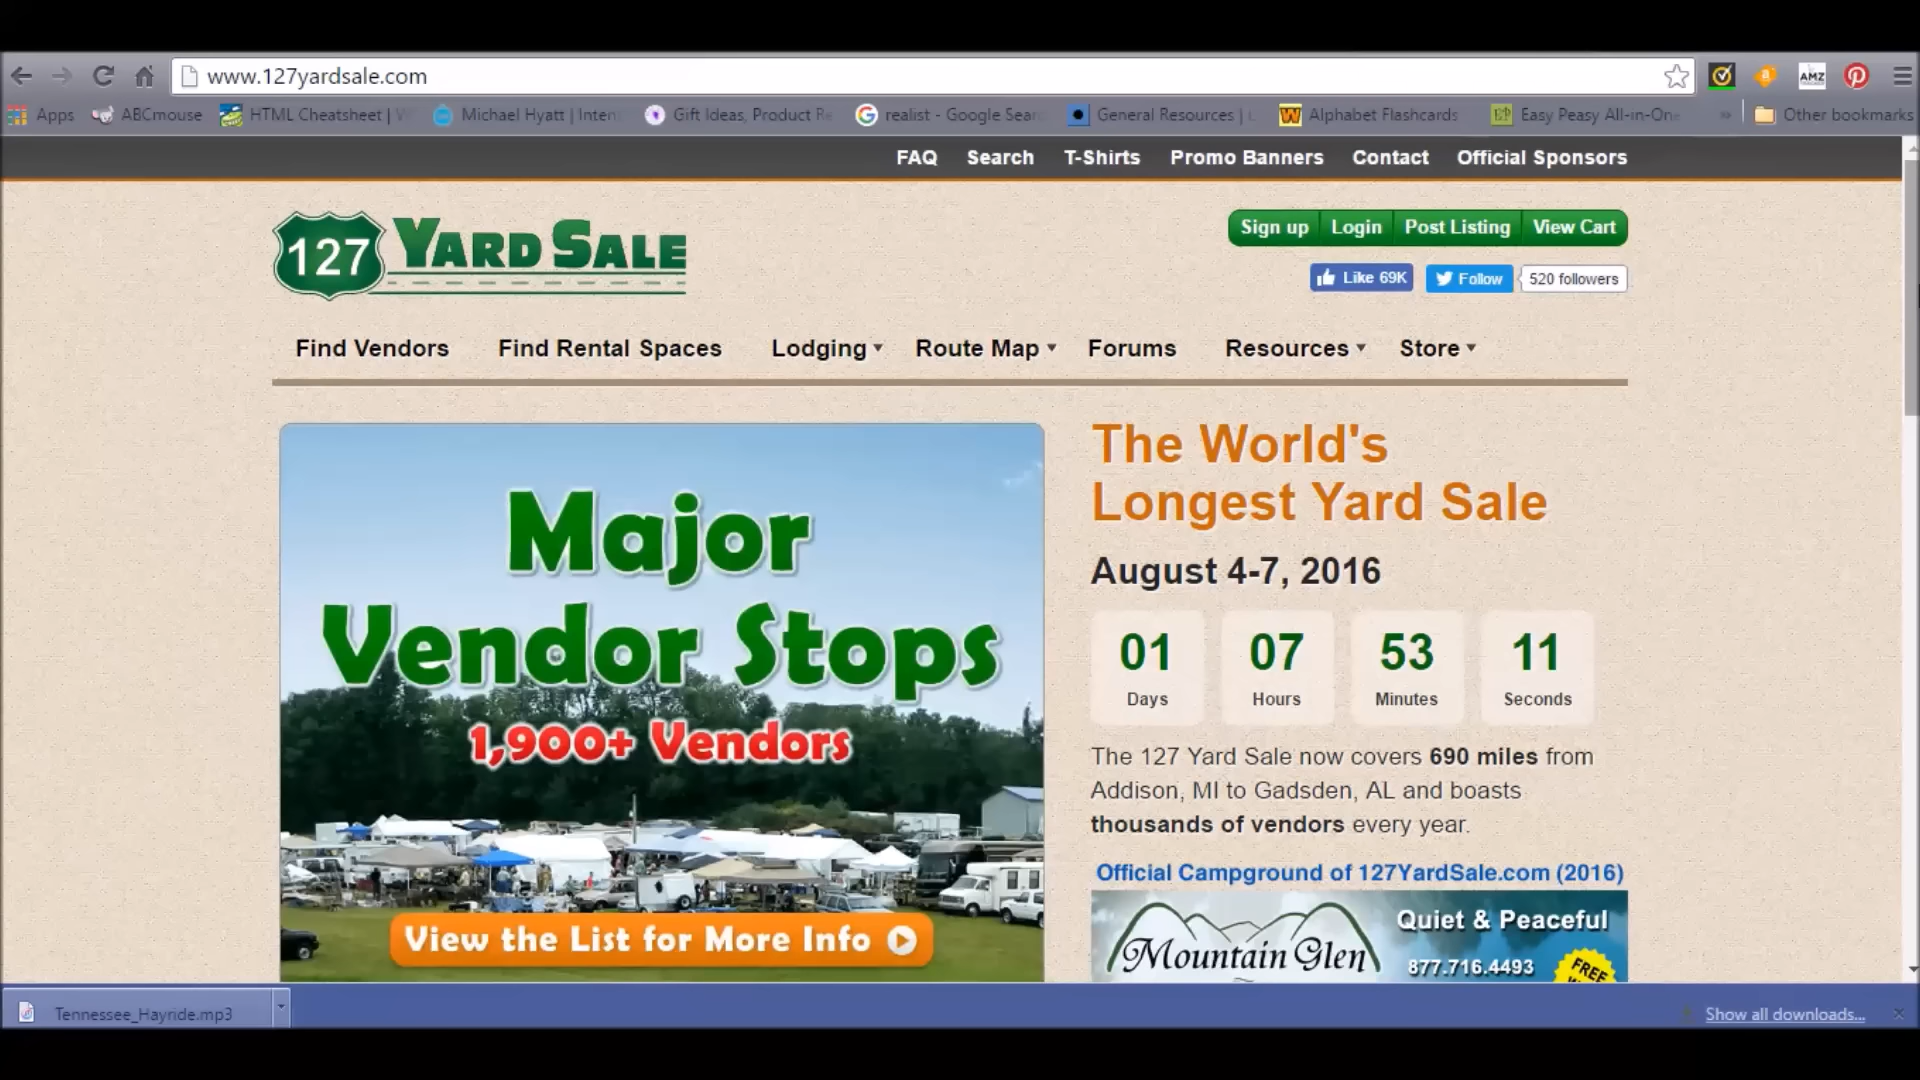 www.127yardsale.com
Apps ABCmouse HTML Cheatsheet | W Michael Hyatt | Inten Gift Ideas, Product Re realist - Google Sear General Resources | Alphabet Flashcards Easy Peasy All-in-One » Other bookmarks
AMZ
FAQ Search T-Shirts Promo Banners Contact Official Sponsors
127 YARD SALE
Sign up Login Post Listing View Cart
Like 69K Follow 520 followers
Find Vendors Find Rental Spaces Lodging Route Map Forums Resources Store
Major
Vendor Stops
1,900+ Vendors
View the List for More Info
The World's
Longest Yard Sale
August 4-7, 2016
01 07 53 11
Days Hours Minutes Seconds
The 127 Yard Sale now covers 690 miles from
Addison, MI to Gadsden, AL and boasts
thousands of vendors every year.
Official Campground of 127YardSale.com (2016)
Mountain Glen
Quiet & Peaceful
877.716.4493
FREE
Tennessee_Hayride.mp3
Show all downloads...